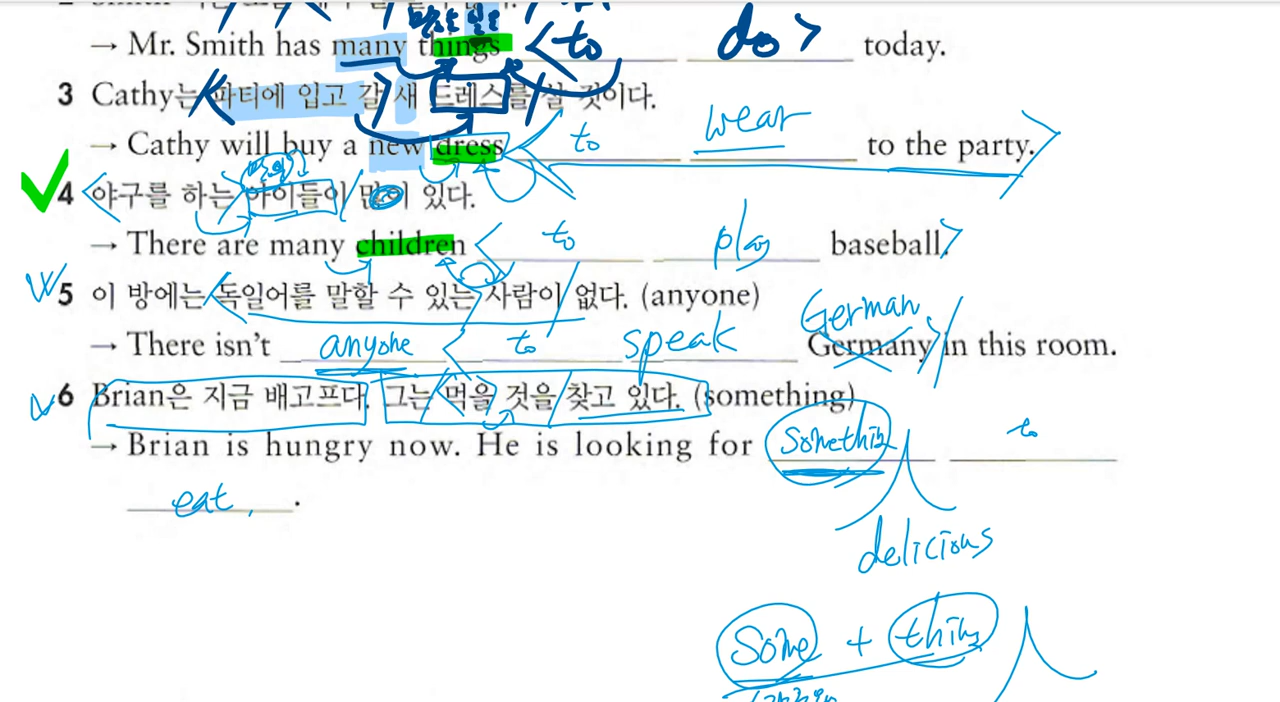 → Mr. Smith has many things < to do > today.
3 Cathy는 <파티에 입고 갈> 새 드레스를 / 살 것이다.
wear
→ Cathy will buy a new dress < to to the party. >
4 <야구를 하는 / 아이들이 / 많이 있다.
→ There are many children < to play baseball. >
5 이 방에는 <독일어를 말할 수 있는> 사람이 / 없다. (anyone)
German
→ There isn't anyone < to speak Germany > / in this room.
6 Brian은 지금 배고프다. 그는 / <먹을> 것을 / 찾고 있다. (something)
→ Brian is hungry now. He is looking for to
eat .
delicious
Some +